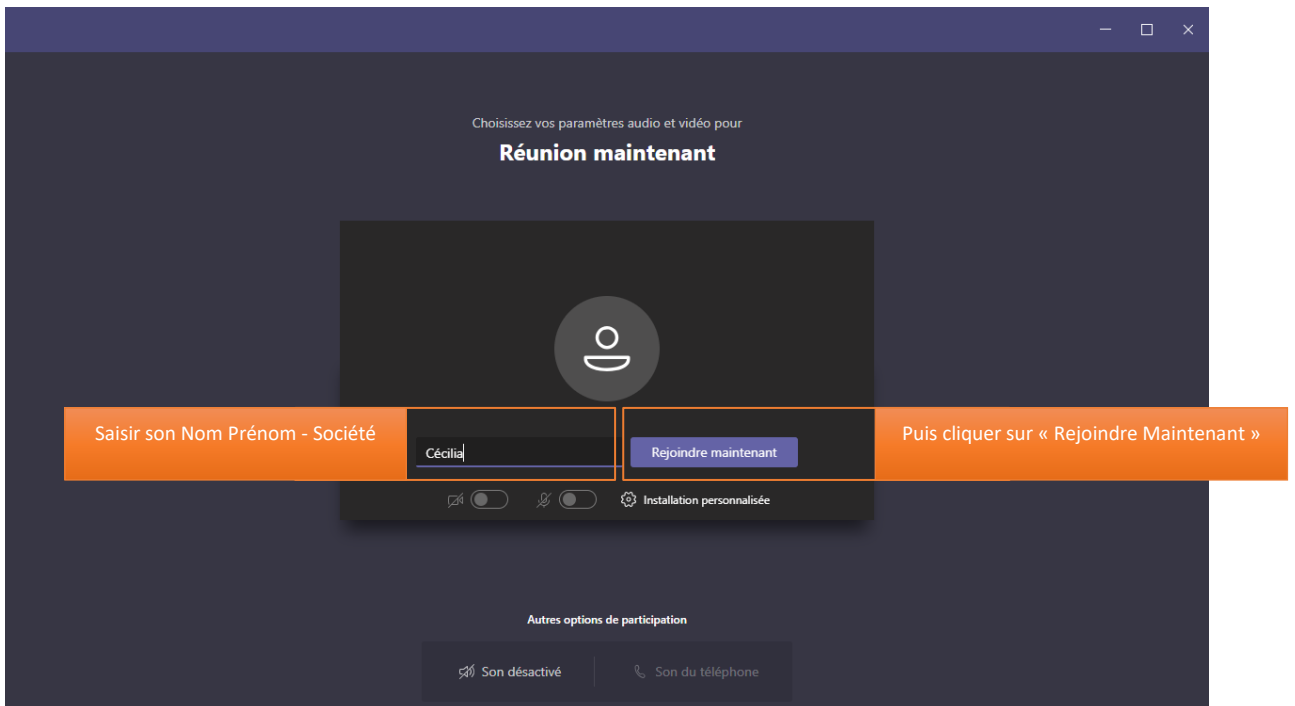 Choisissez vos paramètres audio et vidéo pour
Réunion maintenant
Saisir son Nom Prénom - Société
Cécilia
Rejoindre maintenant
Puis cliquer sur « Rejoindre Maintenant »
Installation personnalisée
Autres options de participation
Son désactivé
Son du téléphone